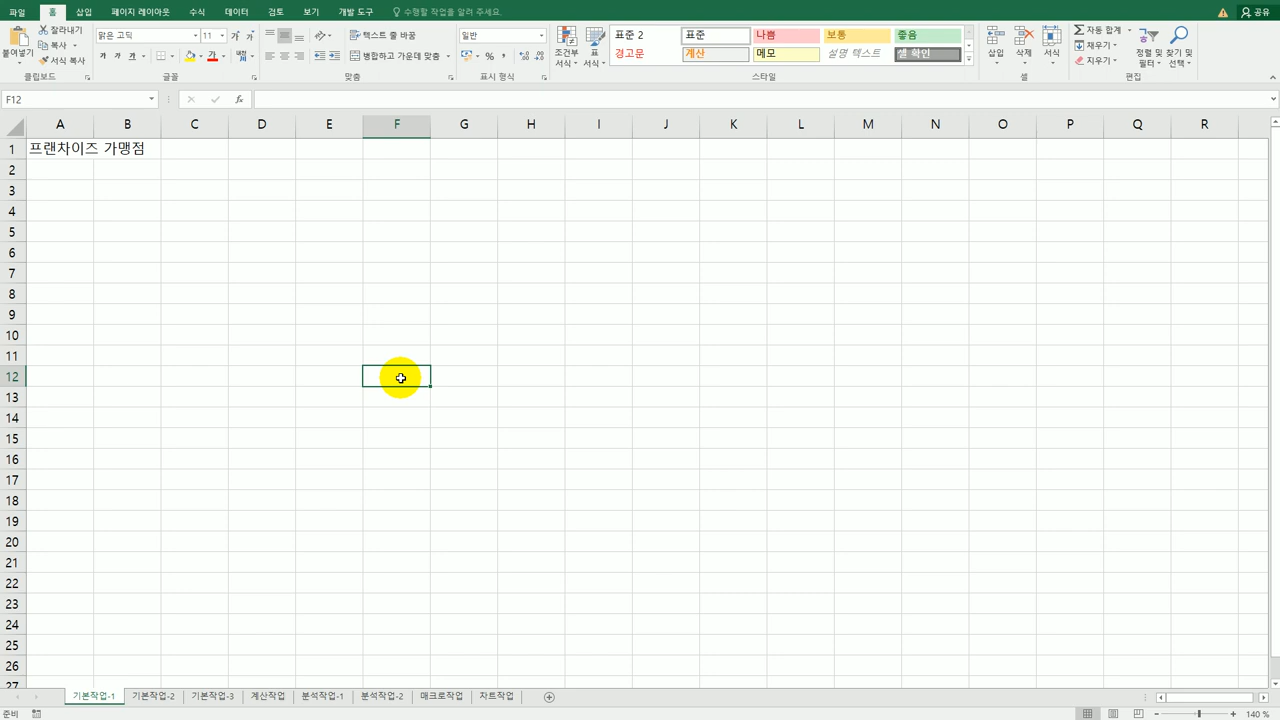 파일 홈 삽입 페이지 레이아웃 수식 데이터 검토 보기 개발 도구 수행할 작업을 알려 주세요. 공유
붙여넣기 잘라내기 복사 서식 복사 클립보드
맑은 고딕 11 가 가 가 가 가 가 글꼴
텍스트 줄 바꿈 병합하고 가운데 맞춤 맞춤
일반 % 표시 형식
조건부 서식 표 서식
표준 2 표준 나쁨 보통 좋음
경고문 계산 메모 설명 텍스트 셀 확인
스타일
삽입 삭제 서식 셀
자동 합계 채우기 지우기 정렬 및 필터 찾기 및 선택 편집
F12 fx
A B C D E F G H I J K L M N O P Q R
1 프랜차이즈 가맹점
2
3
4
5
6
7
8
9
10
11
12
13
14
15
16
17
18
19
20
21
22
23
24
25
26
27
기본작업-1 기본작업-2 기본작업-3 계산작업 분석작업-1 분석작업-2 매크로작업 차트작업
준비 140 %